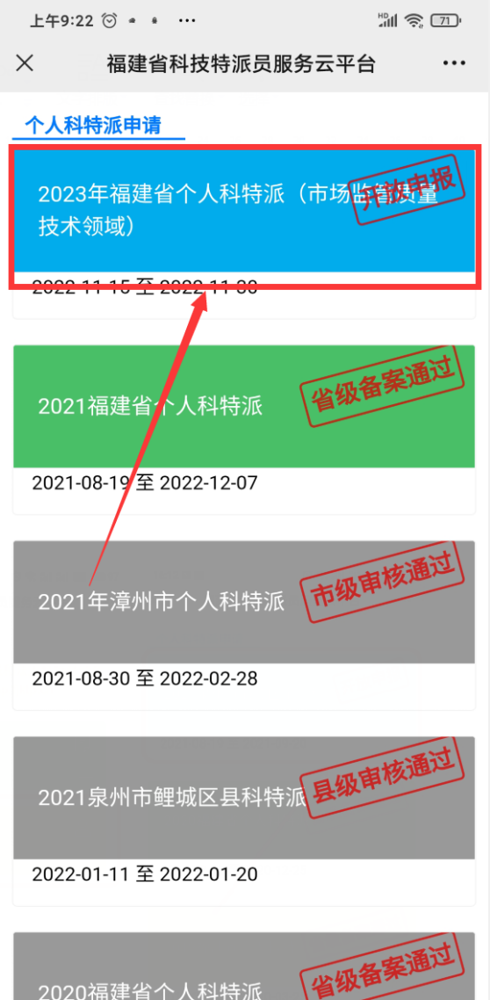 上午9:22
HD
71
福建省科技特派员服务云平台
个人科特派申请
开放申报
2023年福建省个人科特派（市场监管质量
技术领域）
2022-11-15 至 2022-11-30
省级备案通过
2021福建省个人科特派
2021-08-19 至 2022-12-07
市级审核通过
2021年漳州市个人科特派
2021-08-30 至 2022-02-28
县级审核通过
2021泉州市鲤城区县科特派
2022-01-11 至 2022-01-20
省级备案通过
2020福建省个人科特派